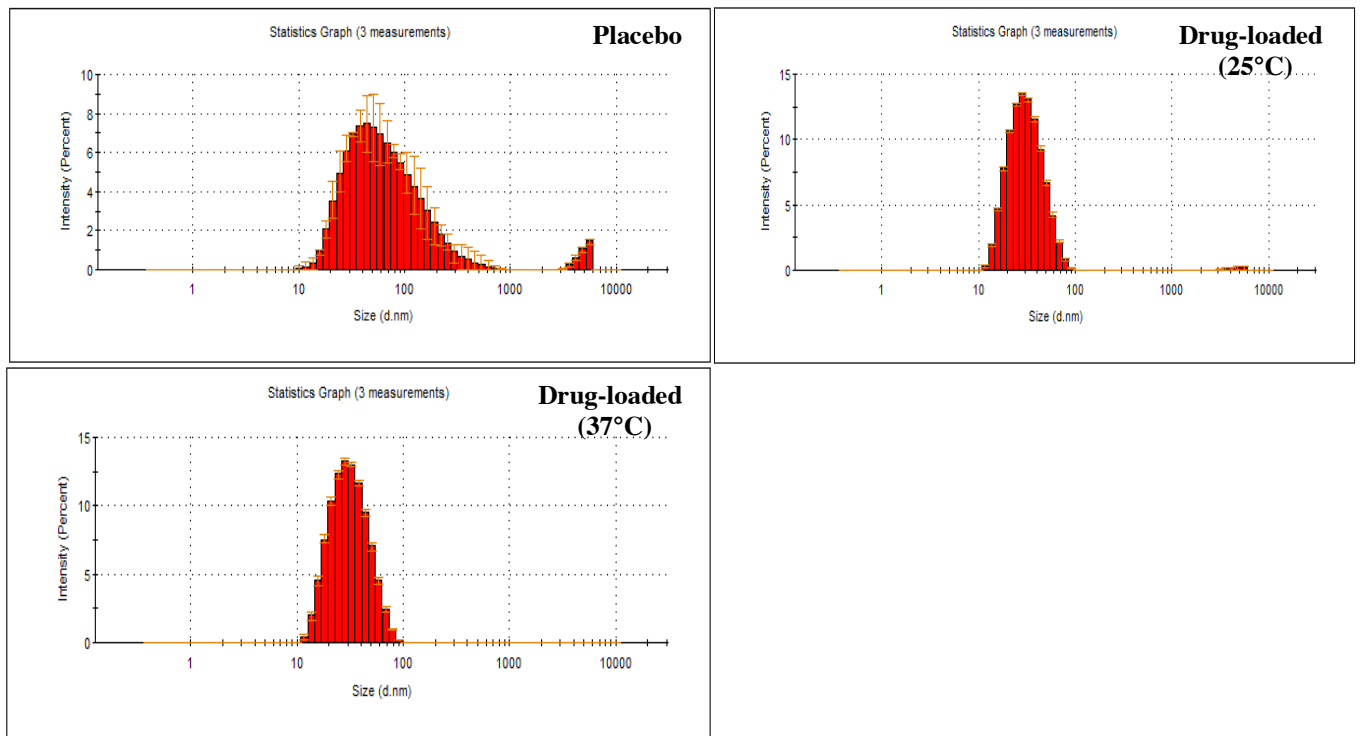 Statistics Graph (3 measurements)
Placebo
10
8
6
4
2
0
Intensity (Percent)
1 10 100 1000 10000
Size (d.nm)
Statistics Graph (3 measurements)
Drug-loaded
(25°C)
15
10
5
0
Intensity (Percent)
1 10 100 1000 10000
Size (d.nm)
Statistics Graph (3 measurements)
Drug-loaded
(37°C)
15
10
5
0
Intensity (Percent)
1 10 100 1000 10000
Size (d.nm)